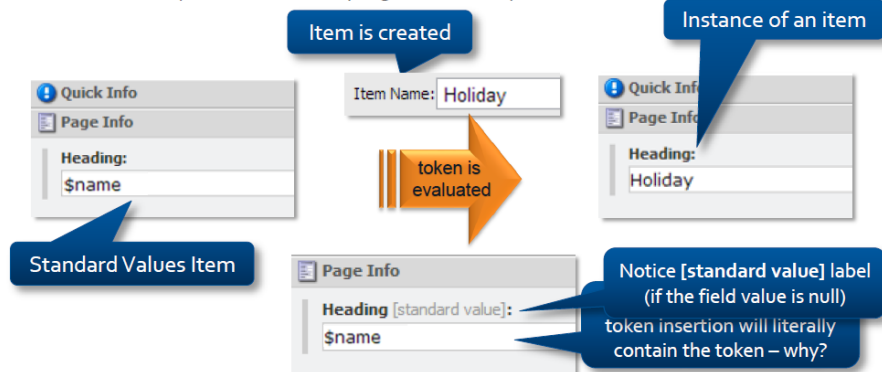 Item is created
Instance of an item
Quick Info
Page Info
Heading:
$name
Item Name: Holiday
token is
evaluated
Quick Info
Page Info
Heading:
Holiday
Standard Values Item
Page Info
Heading [standard value]:
$name
Notice [standard value] label
(if the field value is null)
token insertion will literally
contain the token – why?